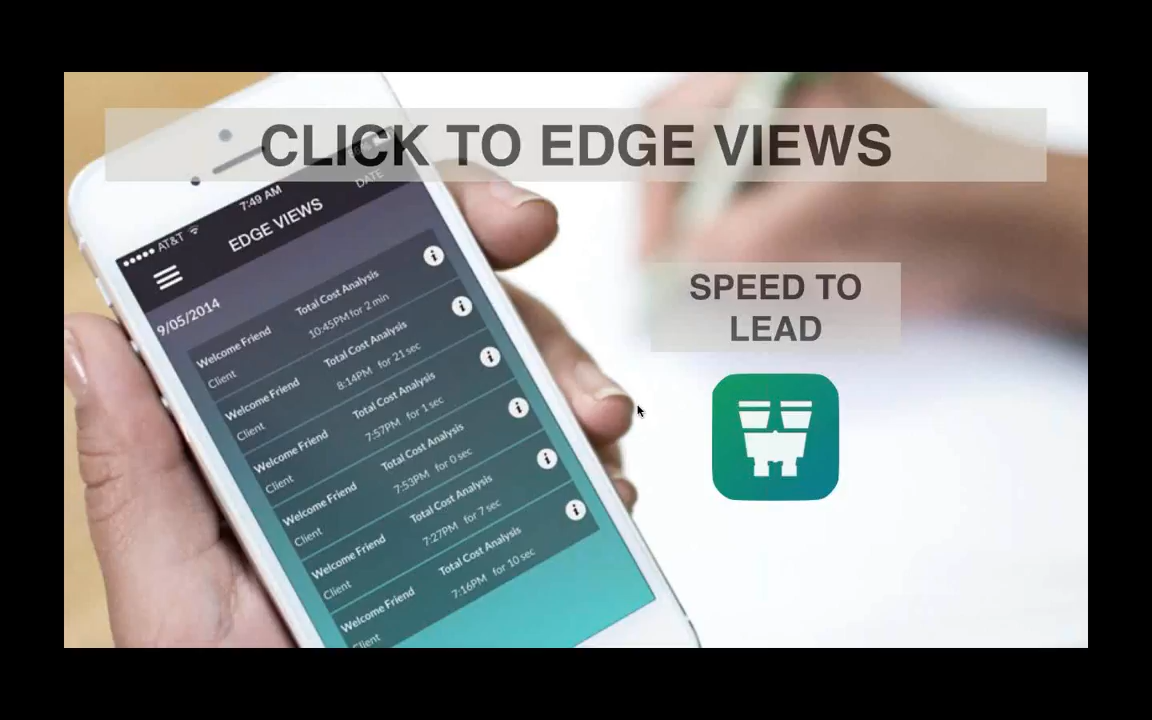 CLICK TO EDGE VIEWS
SPEED TO
LEAD
AT&T
7:49 AM
EDGE VIEWS
DATE
9/05/2014
Welcome Friend
Total Cost Analysis
Client
10:45PM for 2 min
Welcome Friend
Total Cost Analysis
Client
8:14PM for 21 sec
Welcome Friend
Total Cost Analysis
Client
7:57PM for 1 sec
Welcome Friend
Total Cost Analysis
Client
7:53PM for 0 sec
Welcome Friend
Total Cost Analysis
Client
7:27PM for 7 sec
Welcome Friend
Total Cost Analysis
Client
7:16PM for 10 sec